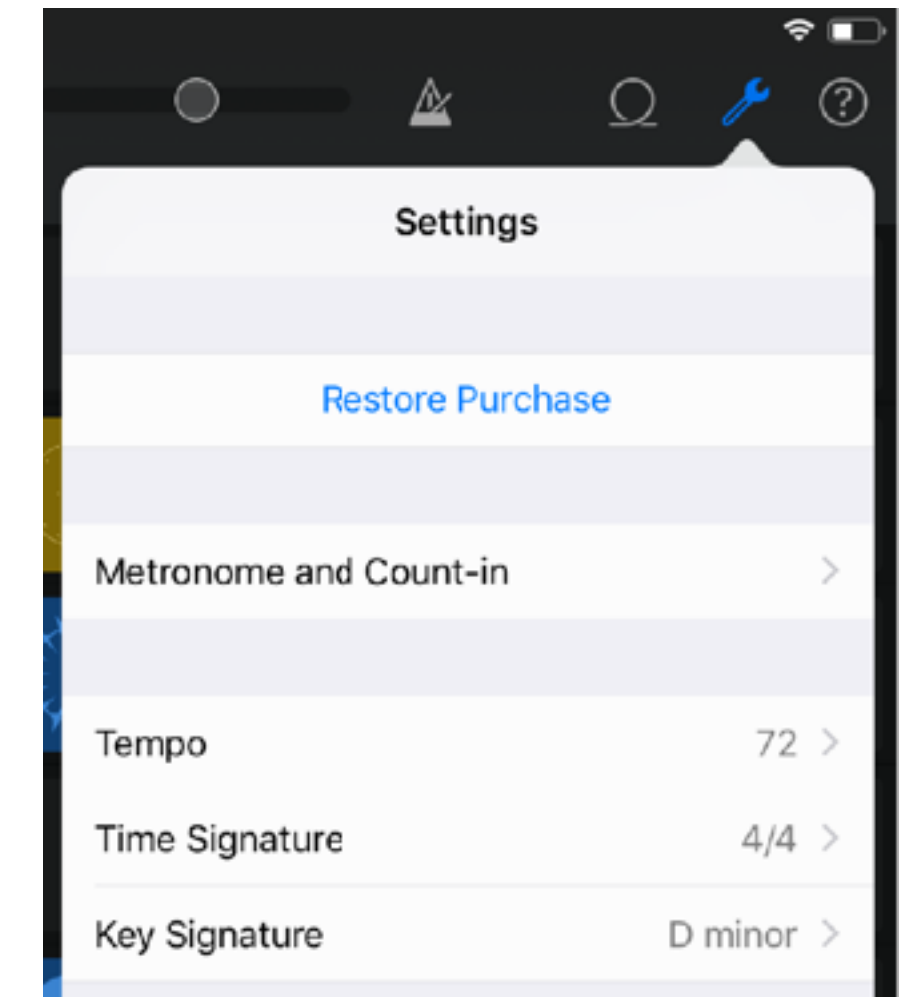 ?
Settings
Restore Purchase
Metronome and Count-in
Tempo 72
Time Signature 4/4
Key Signature D minor